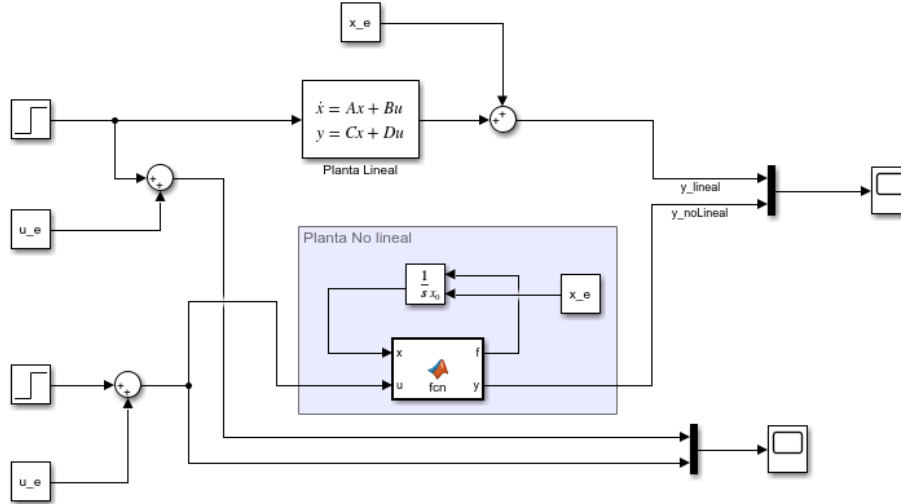 x_e
ẋ = Ax + Bu
y = Cx + Du
Planta Lineal
+
+
+
+
u_e
y_lineal
y_noLineal
Planta No lineal
1
s
x₀
x_e
x
f
u
y
fcn
+
+
u_e